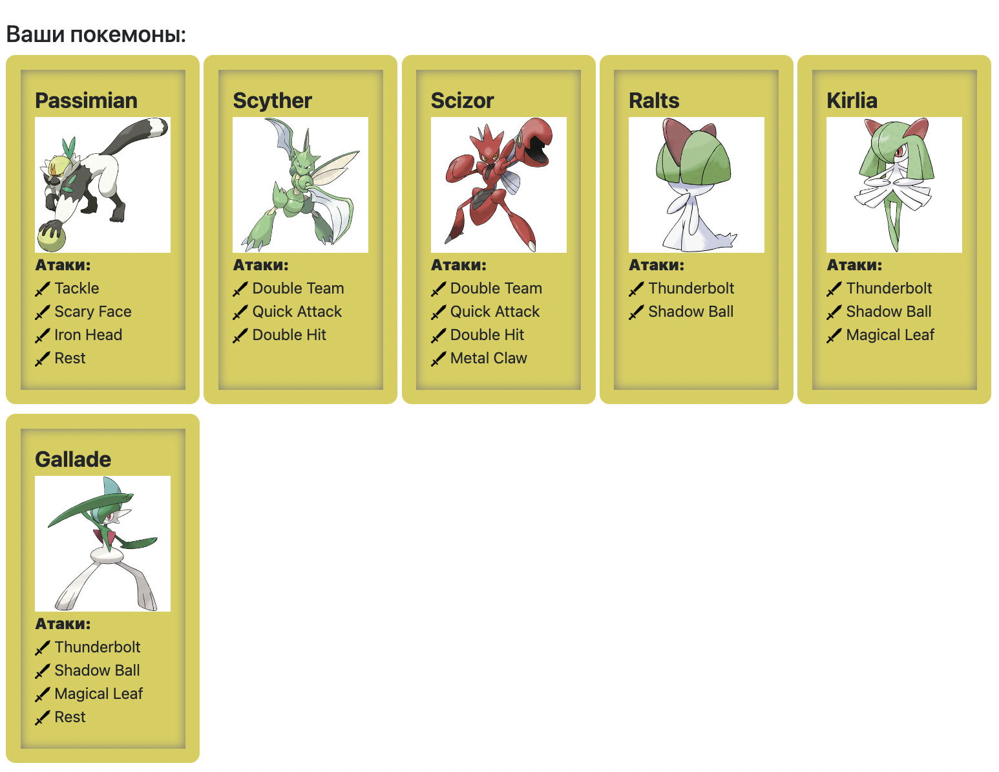 Ваши покемоны:
Passimian
Атаки:
Tackle
Scary Face
Iron Head
Rest
Scyther
Атаки:
Double Team
Quick Attack
Double Hit
Scizor
Атаки:
Double Team
Quick Attack
Double Hit
Metal Claw
Ralts
Атаки:
Thunderbolt
Shadow Ball
Kirlia
Атаки:
Thunderbolt
Shadow Ball
Magical Leaf
Gallade
Атаки:
Thunderbolt
Shadow Ball
Magical Leaf
Rest